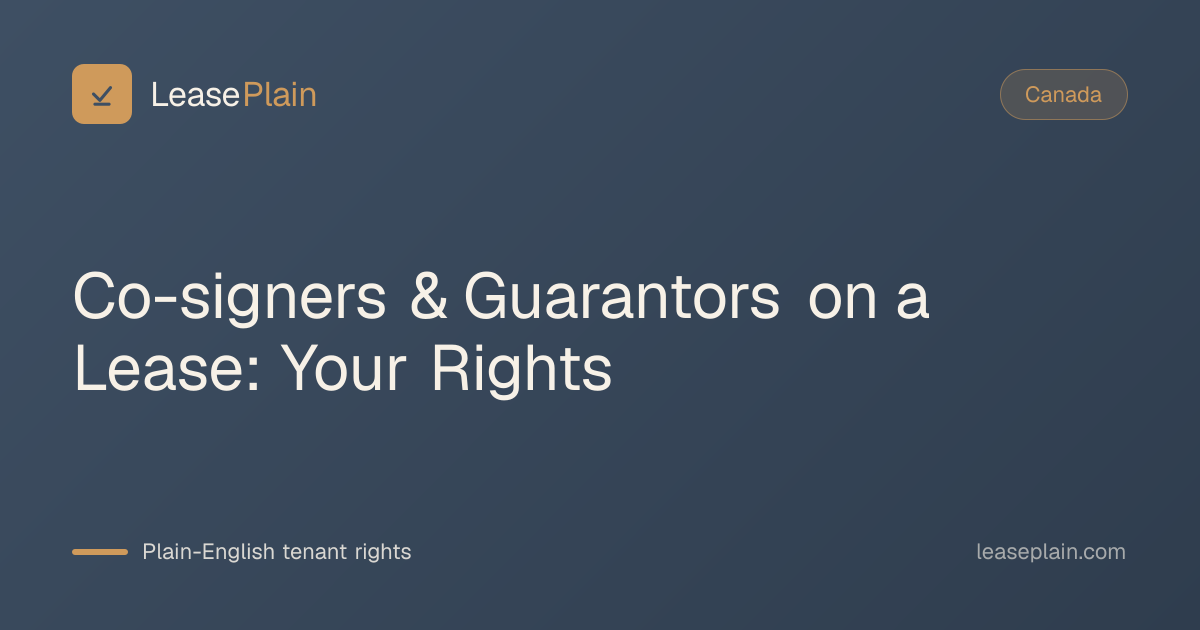 LeasePlain
Canada
Co-signers & Guarantors on a
Lease: Your Rights
Plain-English tenant rights
leaseplain.com